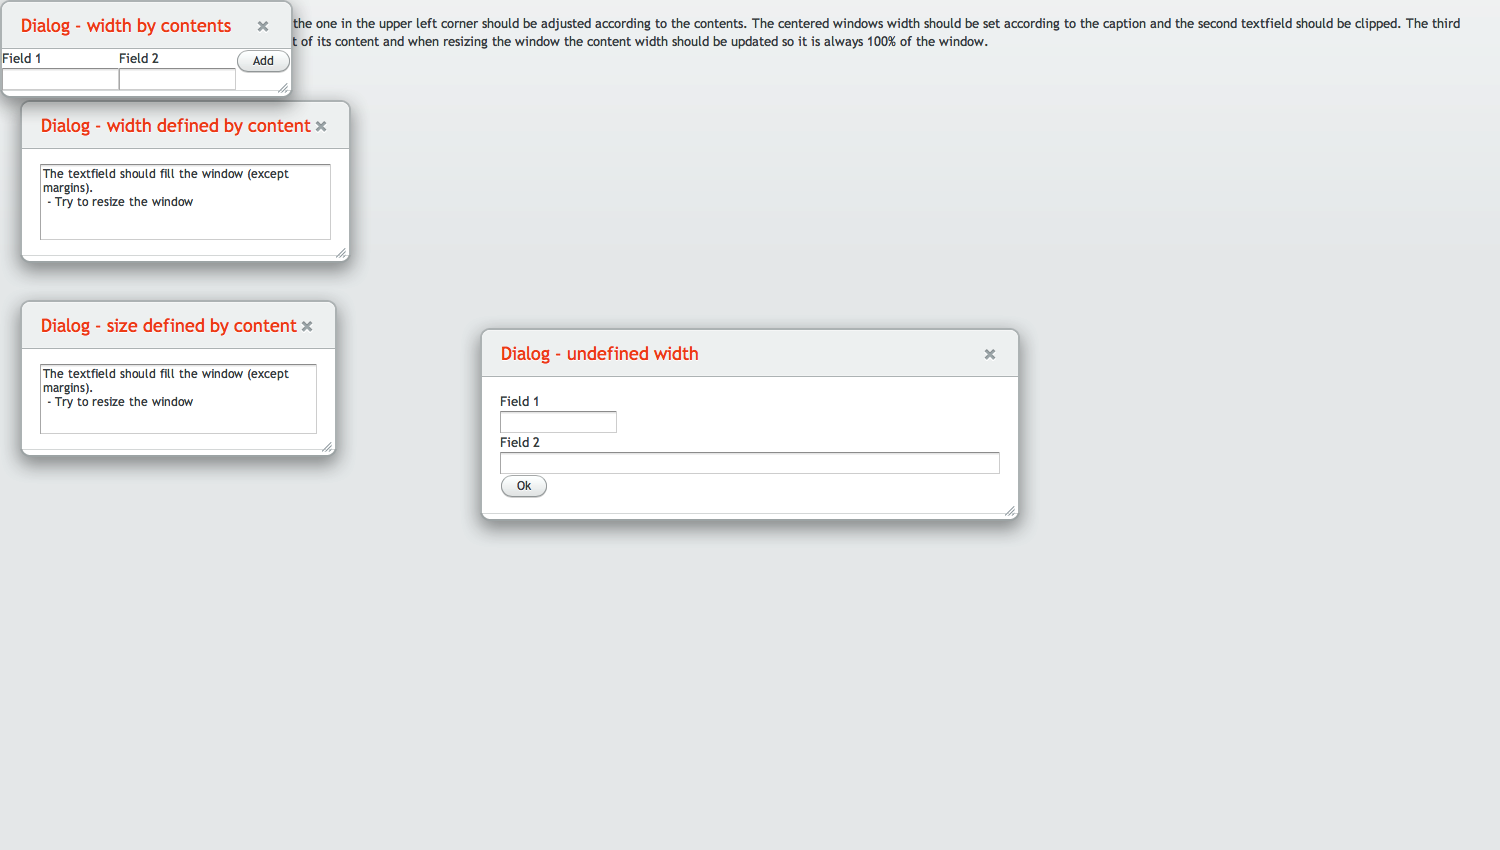 Dialog - width by contents
the one in the upper left corner should be adjusted according to the contents. The centered windows width should be set according to the caption and the second textfield should be clipped. The third
t of its content and when resizing the window the content width should be updated so it is always 100% of the window.
Field 1 Field 2 Add
Dialog - width defined by content
The textfield should fill the window (except
margins).
- Try to resize the window
Dialog - size defined by content
The textfield should fill the window (except
margins).
- Try to resize the window
Dialog - undefined width
Field 1
Field 2
Ok